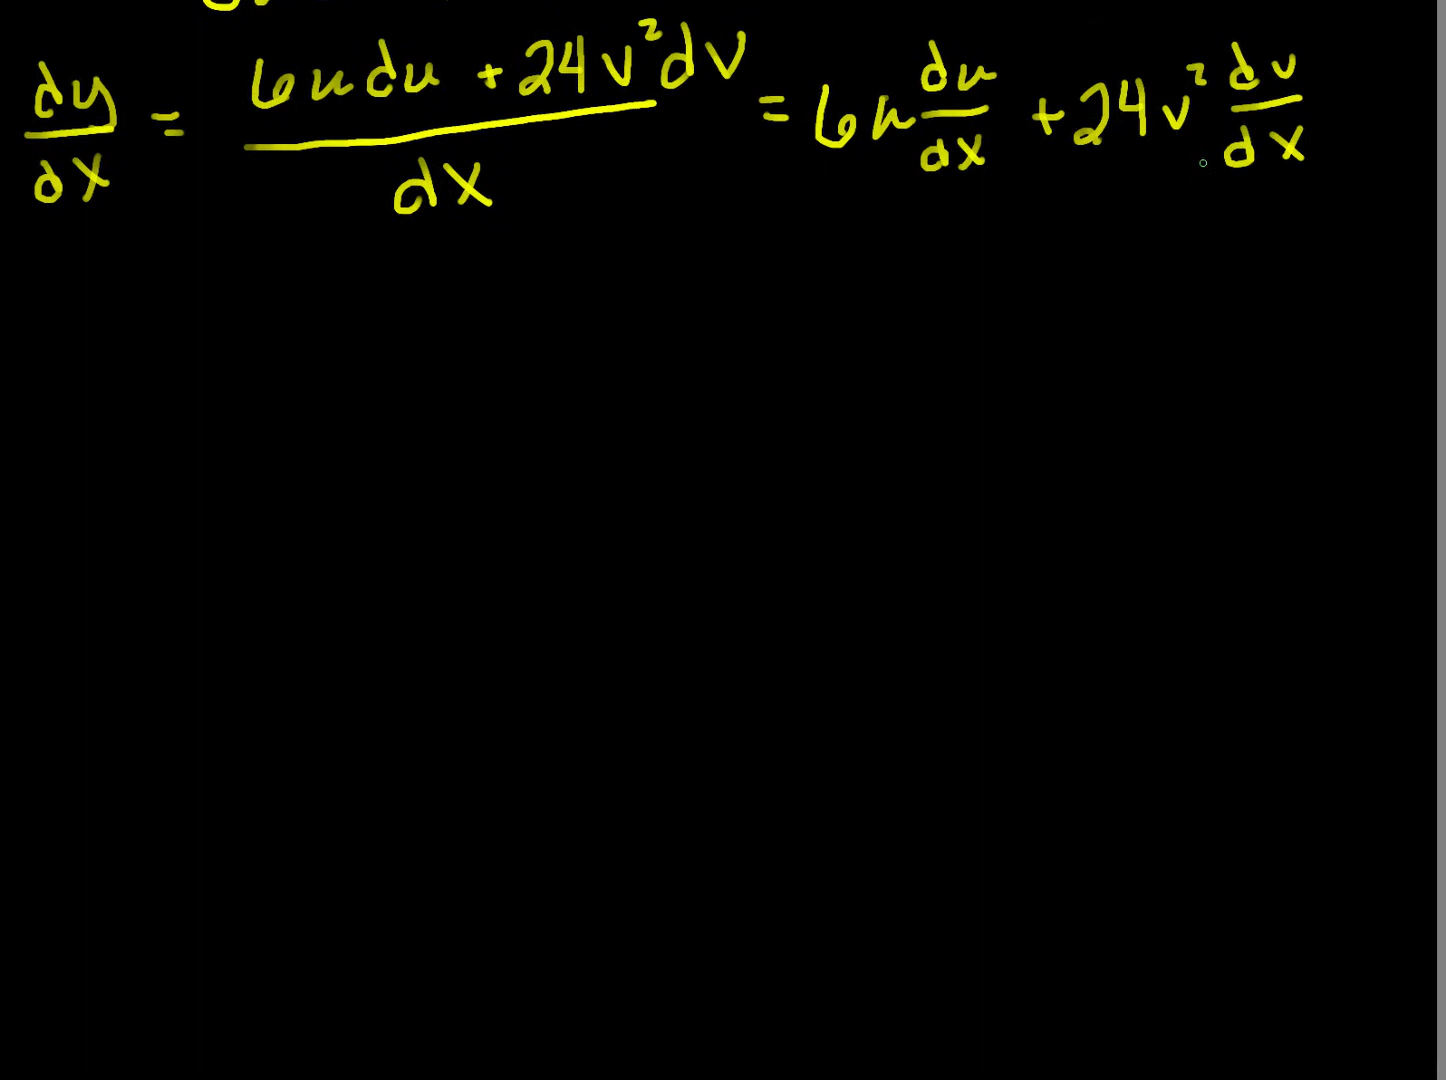 dy/dx = (6u du + 24v² dv)/dx = 6u du/dx + 24v² dv/dx